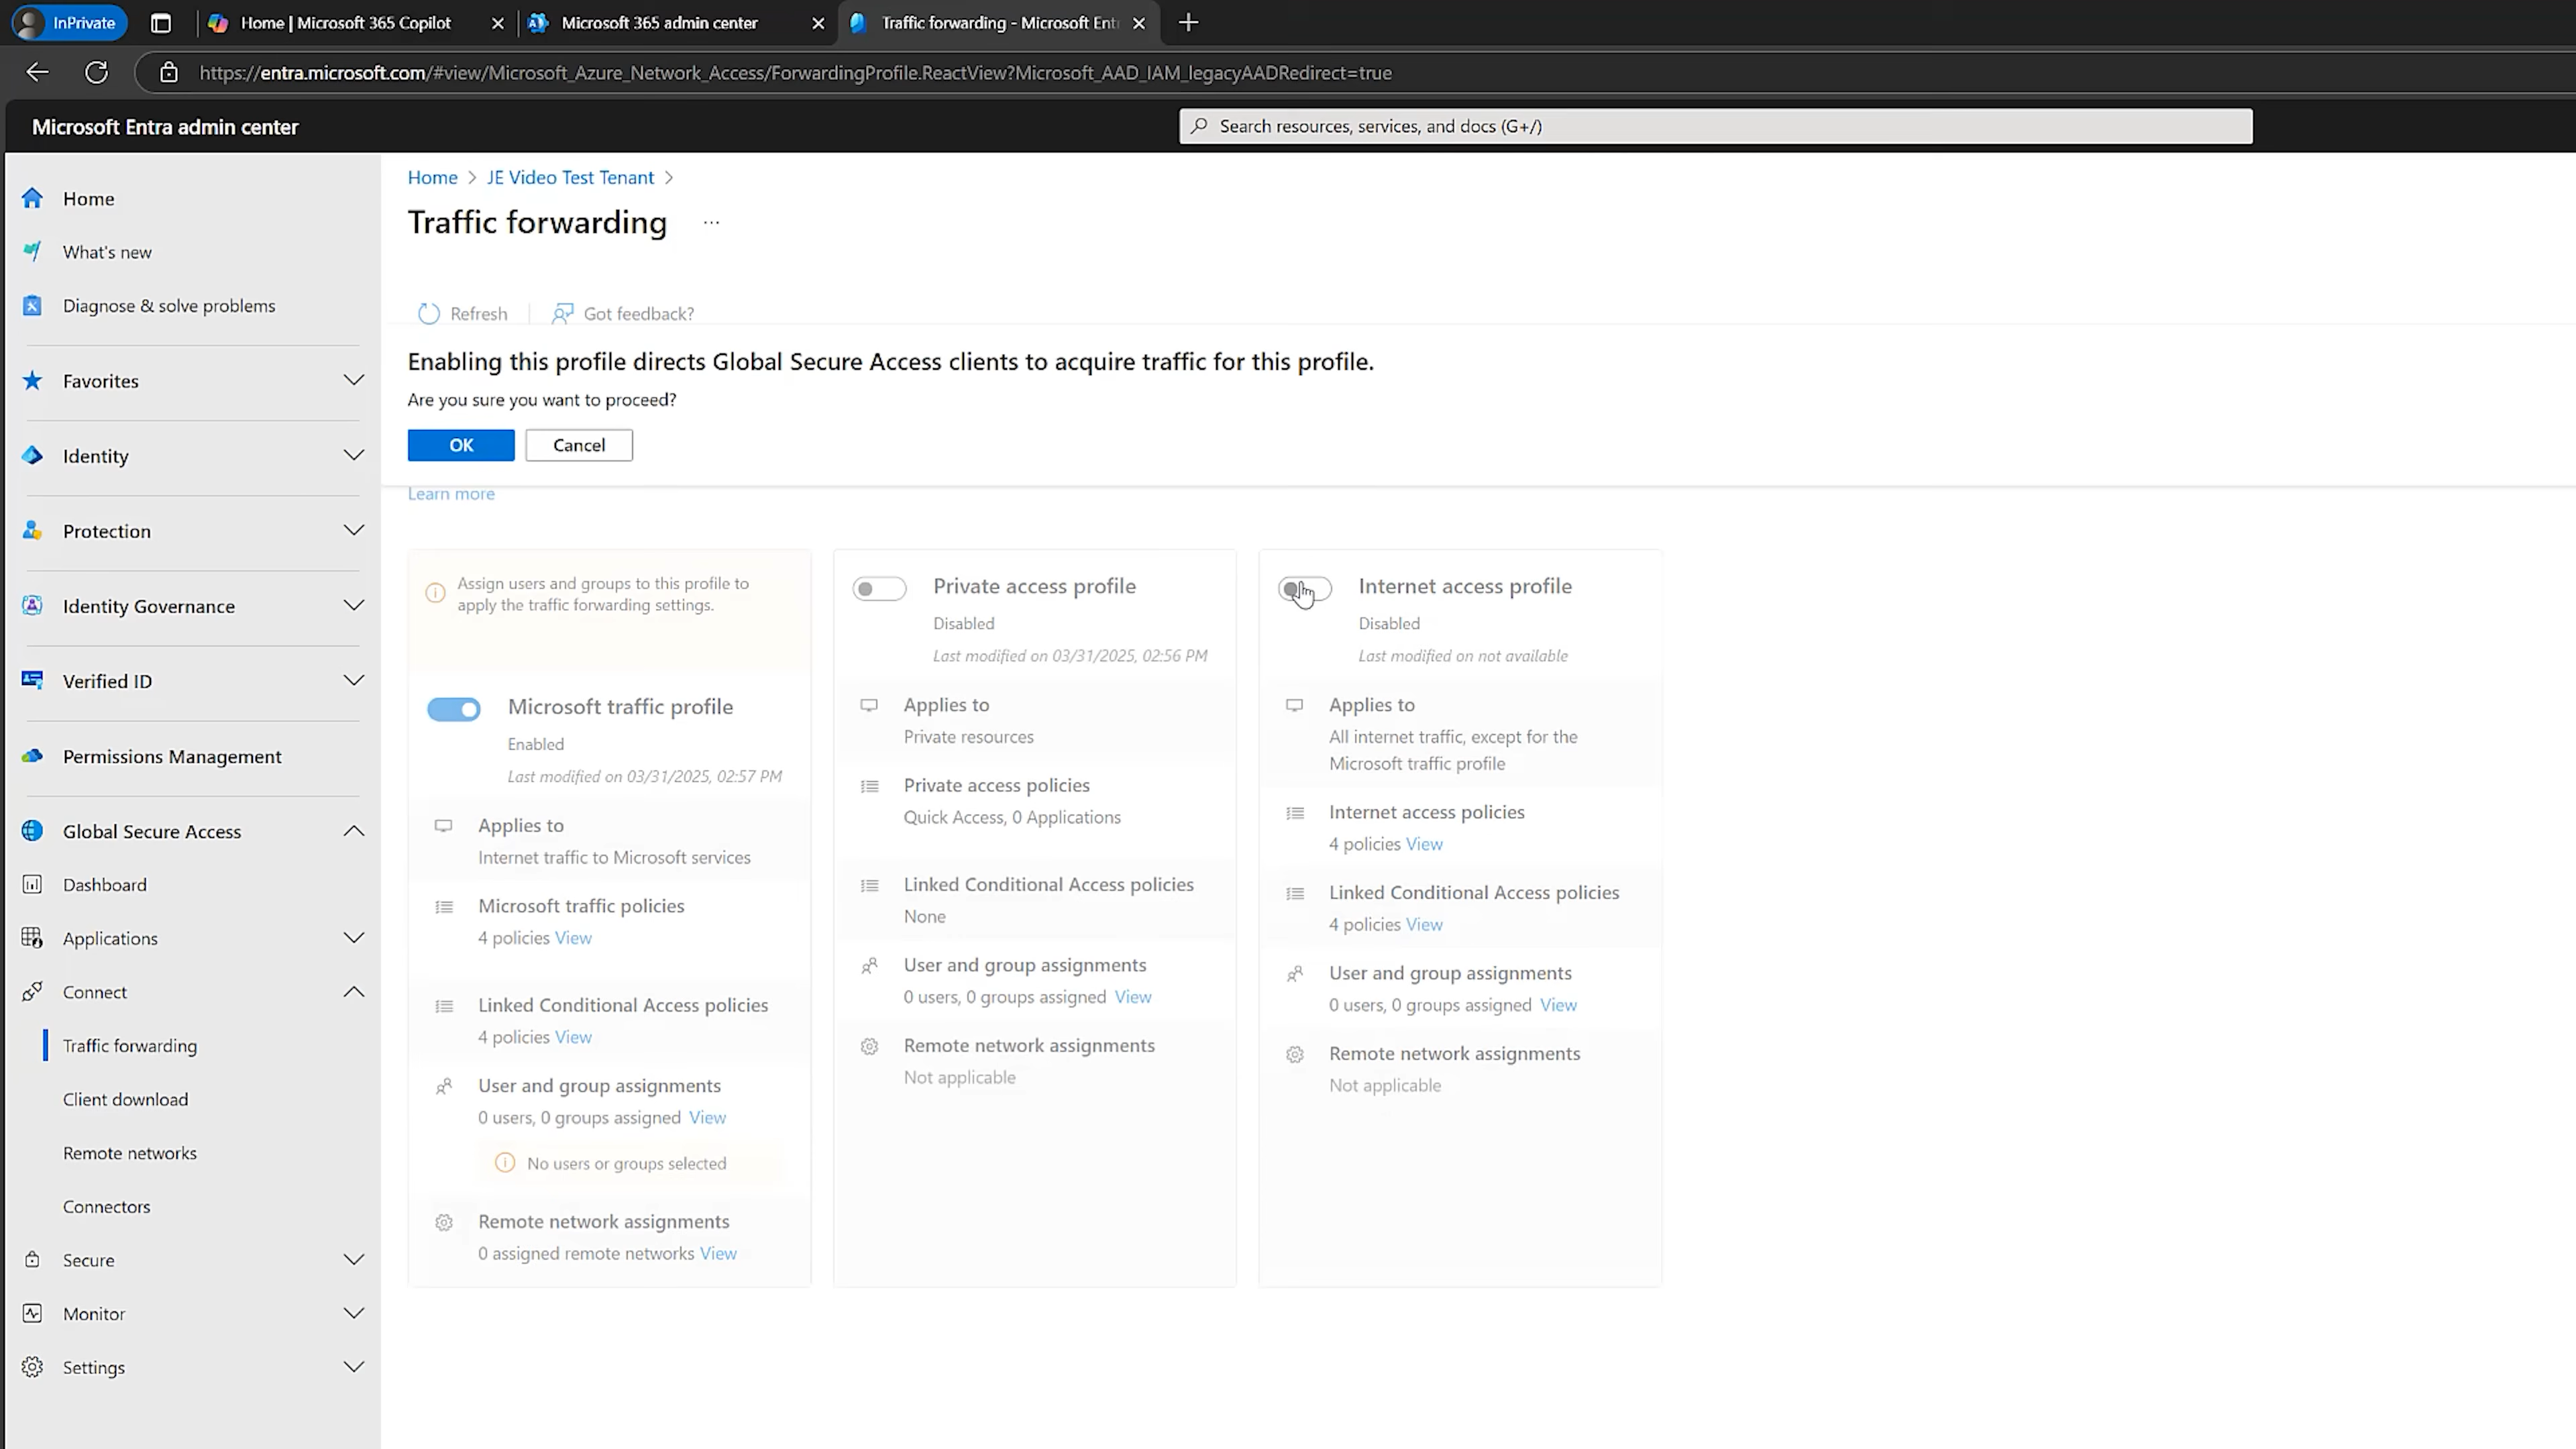 InPrivate
Home | Microsoft 365 Copilot
Microsoft 365 admin center
Traffic forwarding - Microsoft Ent
https://entra.microsoft.com/#view/Microsoft_Azure_Network_Access/ForwardingProfile.ReactView?Microsoft_AAD_IAM_legacyAADRedirect=true
Microsoft Entra admin center
Search resources, services, and docs (G+/)
Home
What's new
Diagnose & solve problems
Favorites
Identity
Protection
Identity Governance
Verified ID
Permissions Management
Global Secure Access
Dashboard
Applications
Connect
Traffic forwarding
Client download
Remote networks
Connectors
Secure
Monitor
Settings
Home > JE Video Test Tenant >
Traffic forwarding ...
Refresh
Got feedback?
Enabling this profile directs Global Secure Access clients to acquire traffic for this profile.
Are you sure you want to proceed?
OK
Cancel
Learn more
Assign users and groups to this profile to
apply the traffic forwarding settings.
Microsoft traffic profile
Enabled
Last modified on 03/31/2025, 02:57 PM
Applies to
Internet traffic to Microsoft services
Microsoft traffic policies
4 policies View
Linked Conditional Access policies
4 policies View
User and group assignments
0 users, 0 groups assigned View
No users or groups selected
Remote network assignments
0 assigned remote networks View
Private access profile
Disabled
Last modified on 03/31/2025, 02:56 PM
Applies to
Private resources
Private access policies
Quick Access, 0 Applications
Linked Conditional Access policies
None
User and group assignments
0 users, 0 groups assigned View
Remote network assignments
Not applicable
Internet access profile
Disabled
Last modified on not available
Applies to
All internet traffic, except for the
Microsoft traffic profile
Internet access policies
4 policies View
Linked Conditional Access policies
4 policies View
User and group assignments
0 users, 0 groups assigned View
Remote network assignments
Not applicable